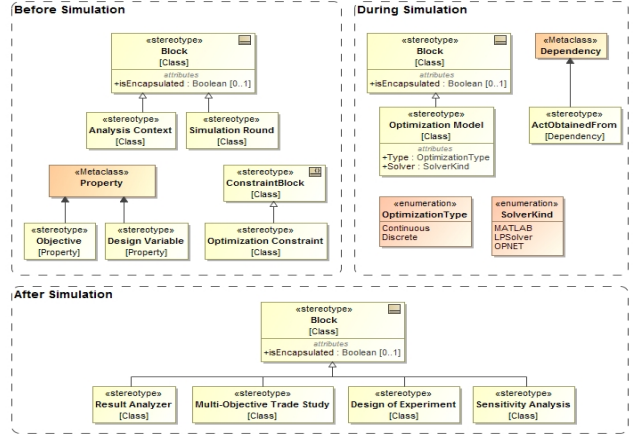 Before Simulation
«stereotype»
Block
[Class]
attributes
+isEncapsulated : Boolean [0..1]
«stereotype»
Analysis Context
[Class]
«stereotype»
Simulation Round
[Class]
«Metaclass»
Property
«stereotype»
ConstraintBlock
[Class]
«stereotype»
Objective
[Property]
«stereotype»
Design Variable
[Property]
«stereotype»
Optimization Constraint
[Class]
During Simulation
«stereotype»
Block
[Class]
attributes
+isEncapsulated : Boolean [0..1]
«Metaclass»
Dependency
«stereotype»
Optimization Model
[Class]
attributes
+Type : OptimizationType
+Solver : SolverKind
«stereotype»
ActObtainedFrom
[Dependency]
«enumeration»
OptimizationType
Continuous
Discrete
«enumeration»
SolverKind
MATLAB
LPSolver
OPNET
After Simulation
«stereotype»
Block
[Class]
attributes
+isEncapsulated : Boolean [0..1]
«stereotype»
Result Analyzer
[Class]
«stereotype»
Multi-Objective Trade Study
[Class]
«stereotype»
Design of Experiment
[Class]
«stereotype»
Sensitivity Analysis
[Class]